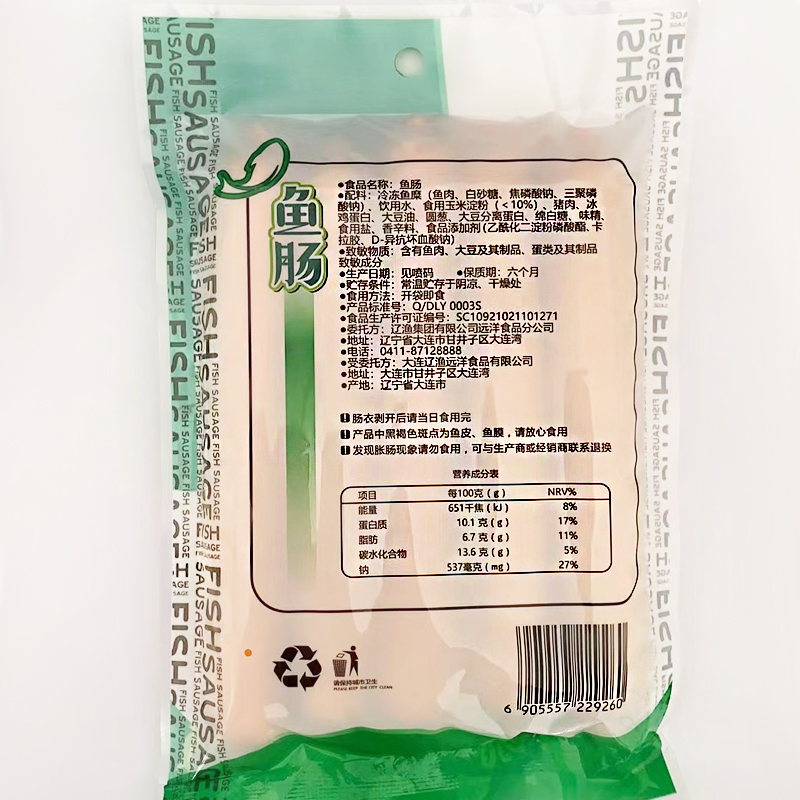 FISH SAUSAGE
鱼肠
●食品名称：鱼肠
●配料：冷冻鱼糜（鱼肉、白砂糖、焦磷酸钠、三聚磷
酸钠）、饮用水、食用玉米淀粉（<10%）、猪肉、冰
鸡蛋白、大豆油、圆葱、大豆分离蛋白、绵白糖、味精、
食用盐、香辛料、食品添加剂(乙酰化二淀粉磷酸酯、卡
拉胶、D-异抗坏血酸钠)
●致敏物质：含有鱼肉、大豆及其制品、蛋类及其制品
致敏成分
●生产日期：见喷码 ●保质期：六个月
●贮存条件：常温贮存于阴凉、干燥处
●食用方法：开袋即食
●产品标准号：Q/DLY 0003S
●食品生产许可证编号：SC10921021101271
●委托方：辽渔集团有限公司远洋食品分公司
●地址：辽宁省大连市甘井子区大连湾
●电话：0411-87128888
●受委托方：大连辽渔远洋食品有限公司
●地址：大连市甘井子区大连湾
●产地：辽宁省大连市
! 肠衣剥开后请当日食用完
! 产品中黑褐色斑点为鱼皮、鱼膜，请放心食用
! 发现胀肠现象请勿食用，可与生产商或经销商联系退换
营养成分表
项目 每100克（g） NRV%
能量 651千焦（kJ） 8%
蛋白质 10.1 克（g） 17%
脂肪 6.7 克（g） 11%
碳水化合物 13.6 克（g） 5%
钠 537毫克（mg） 27%
请保持城市卫生
PLEASE KEEP THE CITY CLEAN
6 905557 229260